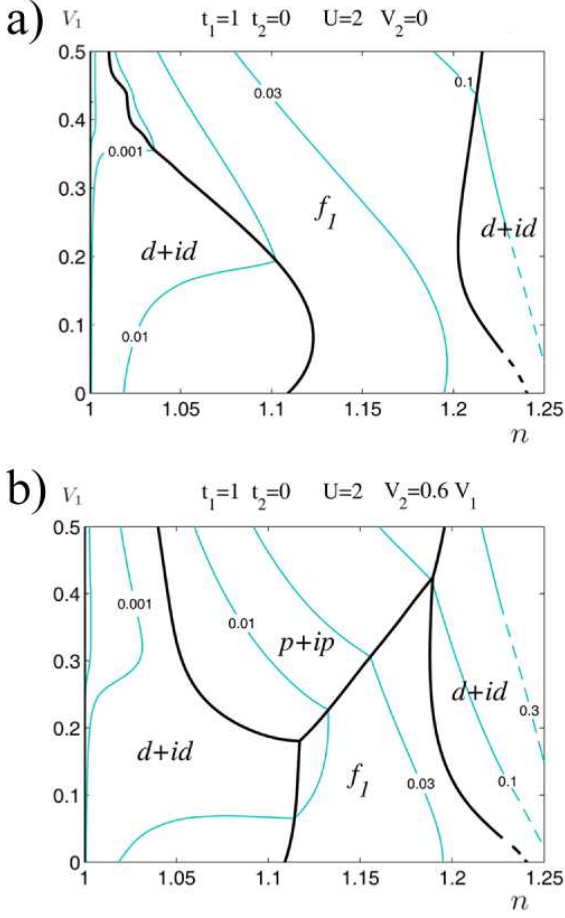 a)
V₁
t₁=1 t₂=0 U=2 V₂=0
0.5
0.4
0.3
0.2
0.1
0
0.03
0.1
0.001
0.01
f₁
d+id
d+id
1 1.05 1.1 1.15 1.2 1.25
n
b)
V₁
t₁=1 t₂=0 U=2 V₂=0.6 V₁
0.5
0.4
0.3
0.2
0.1
0
0.001
0.01
p+ip
d+id
d+id
0.3
f₁
0.03
0.1
1 1.05 1.1 1.15 1.2 1.25
n